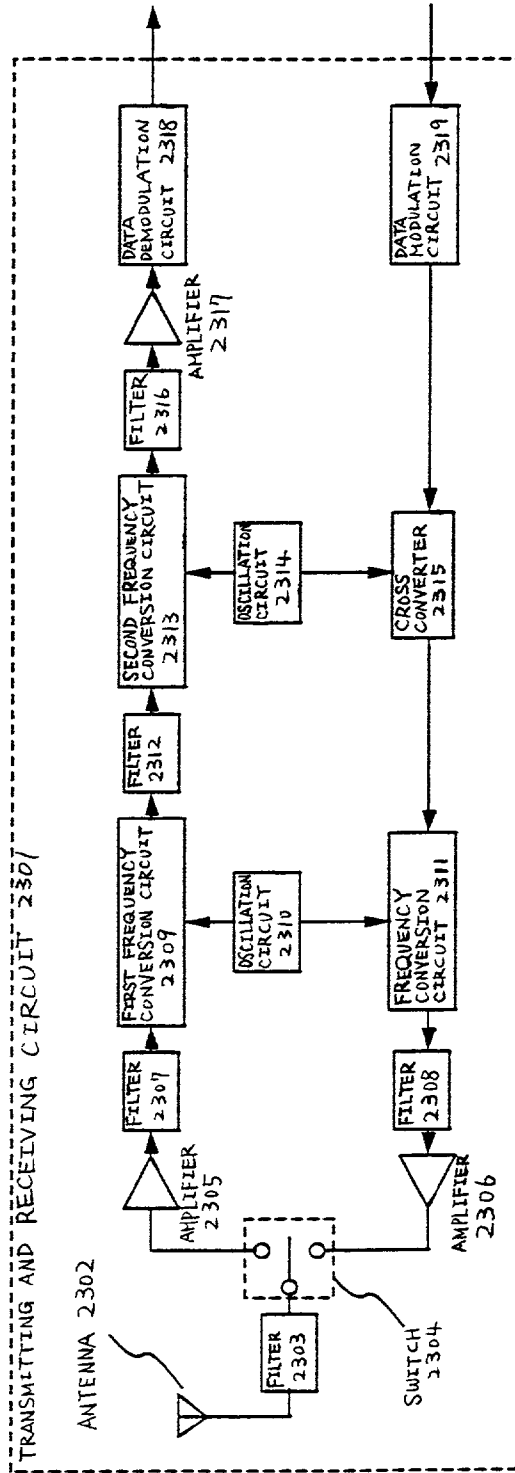 TRANSMITTING AND RECEIVING CIRCUIT 2301
ANTENNA 2302
FILTER
2303
SWITCH
2304
AMPLIFIER
2305
FILTER
2307
FIRST FREQUENCY
CONVERSION CIRCUIT
2309
FILTER
2312
SECOND FREQUENCY
CONVERSION CIRCUIT
2313
FILTER
2316
AMPLIFIER
2317
DATA
DEMODULATION
CIRCUIT 2318
OSCILLATION
CIRCUIT
2310
OSCILLATION
CIRCUIT
2314
AMPLIFIER
2306
FILTER
2308
FREQUENCY
CONVERSION
CIRCUIT 2311
CROSS
CONVERTER
2315
DATA
MODULATION
CIRCUIT 2319